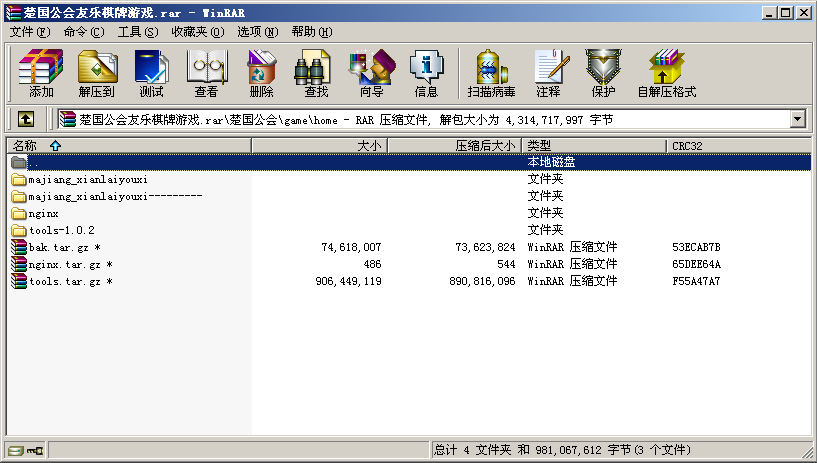 楚国公会友乐棋牌游戏.rar - WinRAR
文件(F) 命令(C) 工具(S) 收藏夹(O) 选项(N) 帮助(H)
添加 解压到 测试 查看 删除 查找 向导 信息 扫描病毒 注释 保护 自解压格式
楚国公会友乐棋牌游戏.rar\楚国公会\game\home - RAR 压缩文件, 解包大小为 4,314,717,997 字节
名称 大小 压缩后大小 类型 CRC32
.. 本地磁盘
majiang_xianlaiyouxi 文件夹
majiang_xianlaiyouxi--------- 文件夹
nginx 文件夹
tools-1.0.2 文件夹
bak.tar.gz * 74,618,007 73,623,824 WinRAR 压缩文件 53ECAB7B
nginx.tar.gz * 486 544 WinRAR 压缩文件 65DEE64A
tools.tar.gz * 906,449,119 890,816,096 WinRAR 压缩文件 F55A47A7
总计 4 文件夹 和 981,067,612 字节(3 个文件)